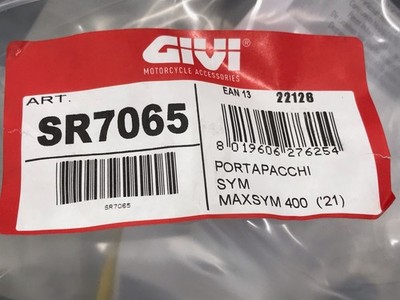 GIVI
MOTORCYCLE ACCESSORIES
ART.
SR7065
SR7065
EAN 13 22126
8 019606 276254
PORTAPACCHI
SYM
MAXSYM 400 ('21)